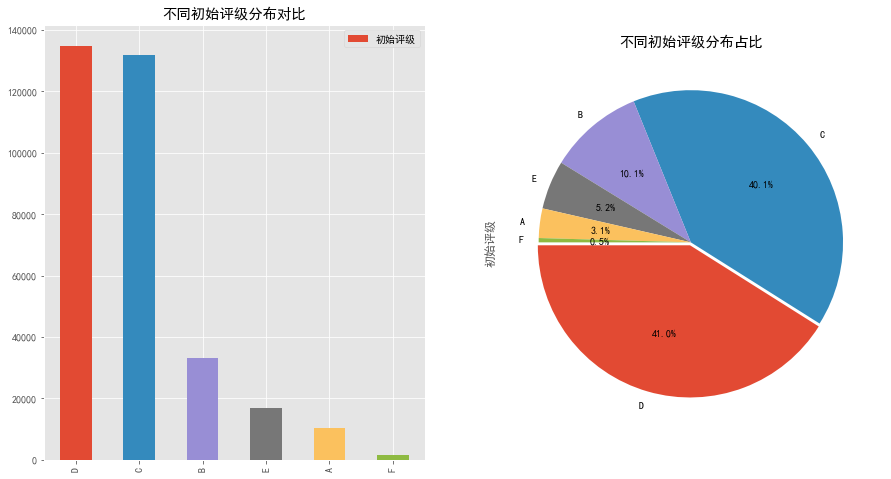 不同初始评级分布对比
初始评级
140000
120000
100000
80000
60000
40000
20000
0
D
C
B
E
A
F
不同初始评级分布占比
初始评级
B
C
E
A
F
D
10.1%
40.1%
5.2%
3.1%
0.5%
41.0%